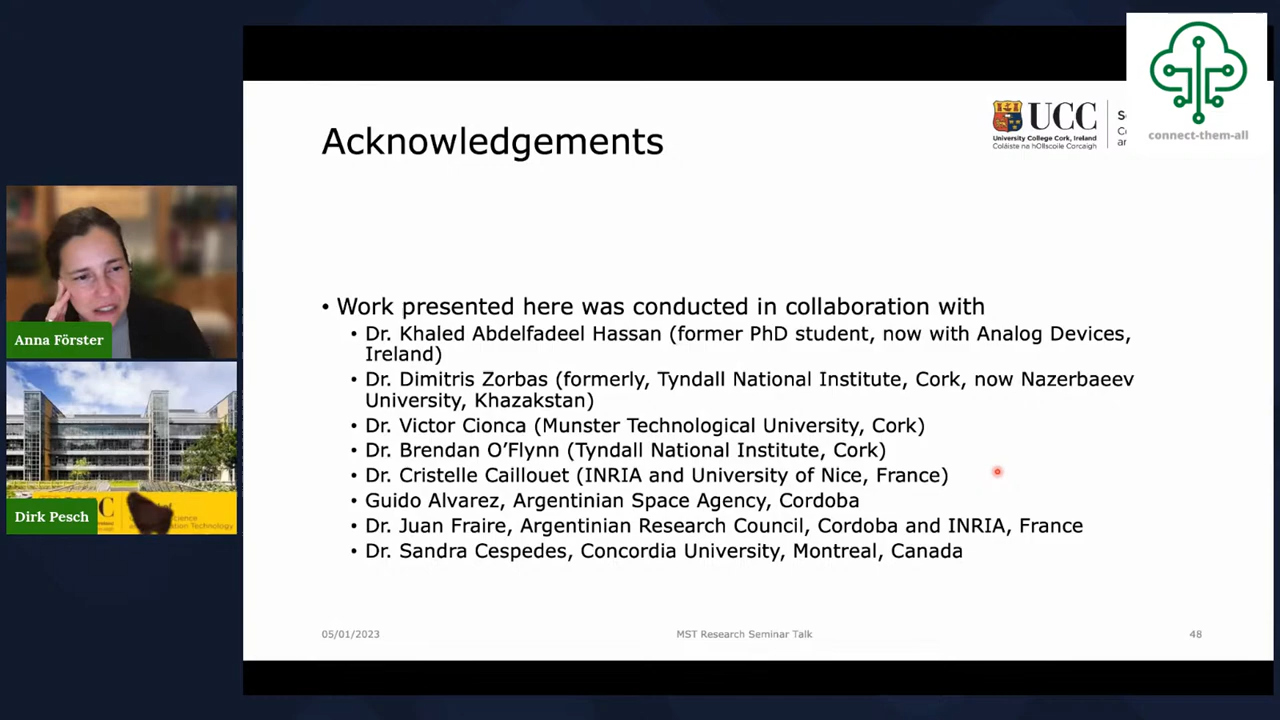 connect-them-all
UCC
University College Cork, Ireland
Coláiste na hOllscoile Corcaigh
Acknowledgements
• Work presented here was conducted in collaboration with
• Dr. Khaled Abdelfadeel Hassan (former PhD student, now with Analog Devices,
Ireland)
• Dr. Dimitris Zorbas (formerly, Tyndall National Institute, Cork, now Nazerbaeev
University, Khazakstan)
• Dr. Victor Cionca (Munster Technological University, Cork)
• Dr. Brendan O’Flynn (Tyndall National Institute, Cork)
• Dr. Cristelle Caillouet (INRIA and University of Nice, France)
• Guido Alvarez, Argentinian Space Agency, Cordoba
• Dr. Juan Fraire, Argentinian Research Council, Cordoba and INRIA, France
• Dr. Sandra Cespedes, Concordia University, Montreal, Canada
05/01/2023
MST Research Seminar Talk
48
Anna Förster
Dirk Pesch